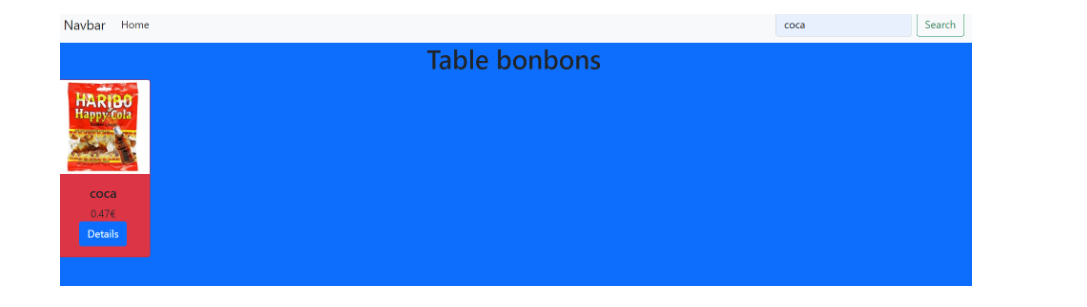 Navbar Home coca Search
Table bonbons
HARIBO
Happy Cola
coca
0.47€
Details